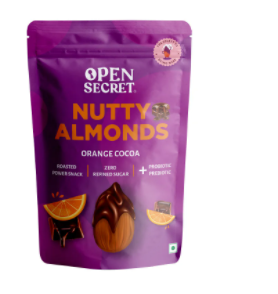 OPEN
SECRET
NUTTY
ALMONDS
ORANGE COCOA
ROASTED
POWER SNACK
ZERO
REFINED SUGAR
+ PROBIOTIC
PREBIOTIC